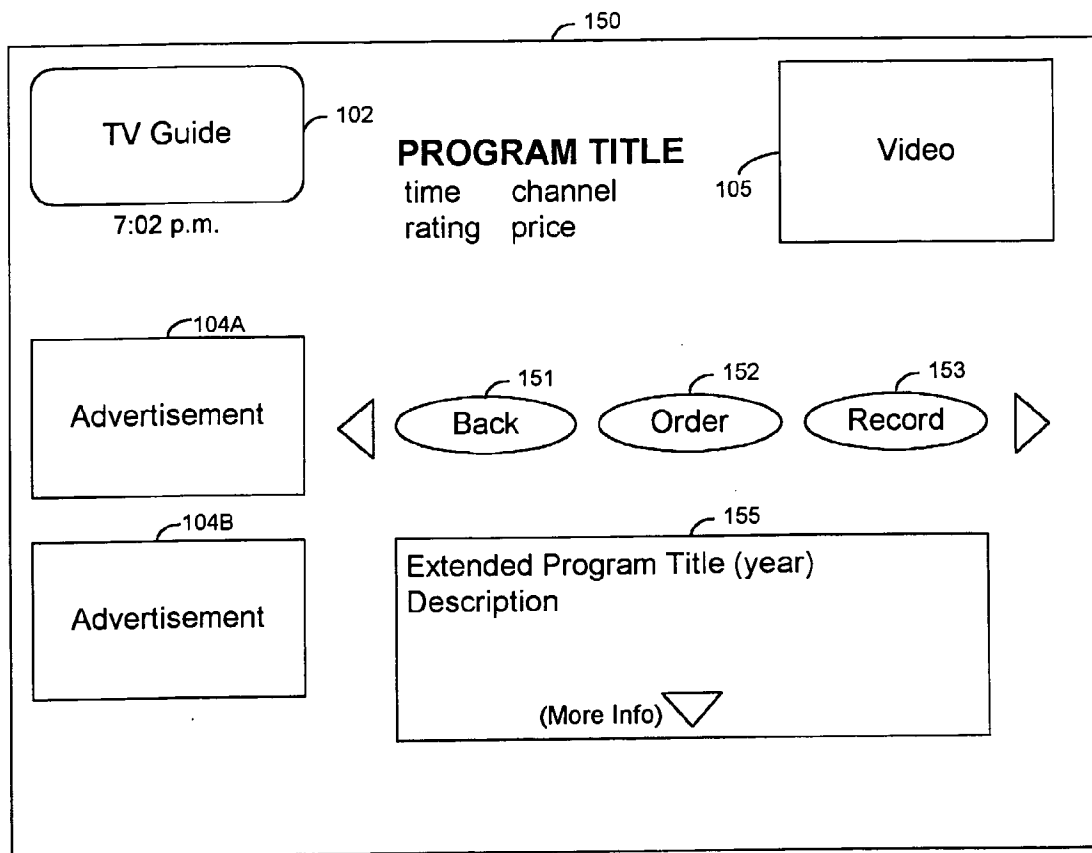 150
TV Guide
102
7:02 p.m.
PROGRAM TITLE
time channel
rating price
105
Video
104A
Advertisement
151
Back
152
Order
153
Record
104B
Advertisement
155
Extended Program Title (year)
Description
(More Info)